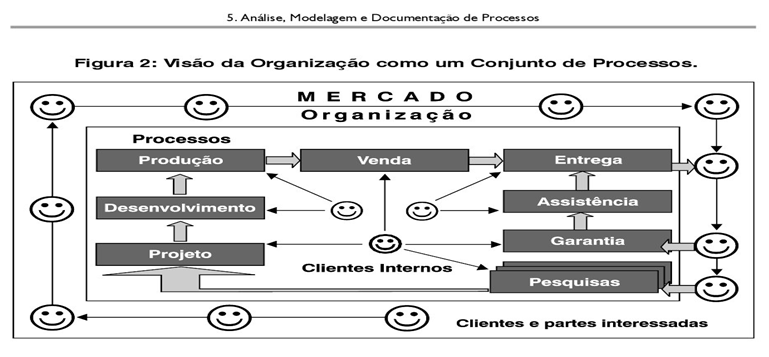 5. Análise, Modelagem e Documentação de Processos
Figura 2: Visão da Organização como um Conjunto de Processos.
MERCADO
Organização
Processos
Produção
Venda
Entrega
Desenvolvimento
Assistência
Projeto
Garantia
Clientes Internos
Pesquisas
Clientes e partes interessadas